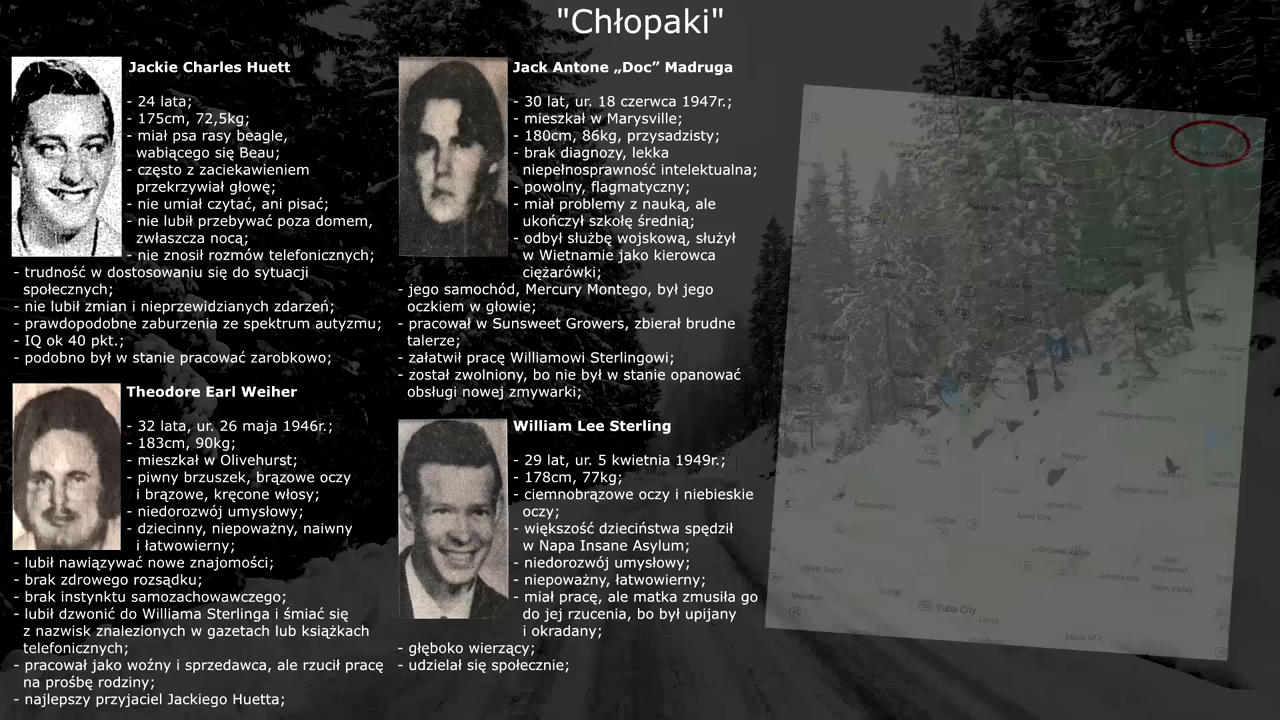 "Chłopaki"
Jackie Charles Huett
- 24 lata;
- 175cm, 72,5kg;
- miał psa rasy beagle,
wabiącego się Beau;
- często z zaciekawieniem
przekrzywiał głowę;
- nie umiał czytać, ani pisać;
- nie lubił przebywać poza domem,
zwłaszcza nocą;
- nie znosił rozmów telefonicznych;
- trudność w dostosowaniu się do sytuacji
społecznych;
- nie lubił zmian i nieprzewidzianych zdarzeń;
- prawdopodobne zaburzenia ze spektrum autyzmu;
- IQ ok 40 pkt.;
- podobno był w stanie pracować zarobkowo;
Theodore Earl Weiher
- 32 lata, ur. 26 maja 1946r.;
- 183cm, 90kg;
- mieszkał w Olivehurst;
- piwny brzuszek, brązowe oczy
i brązowe, kręcone włosy;
- niedorozwój umysłowy;
- dziecinny, niepoważny, naiwny
i łatwowierny;
- lubił nawiązywać nowe znajomości;
- brak zdrowego rozsądku;
- brak instynktu samozachowawczego;
- lubił dzwonić do Williama Sterlinga i śmiać się
z nazwisk znalezionych w gazetach lub książkach
telefonicznych;
- pracował jako woźny i sprzedawca, ale rzucił pracę
na prośbę rodziny;
- najlepszy przyjaciel Jackiego Huetta;
Jack Antone „Doc” Madruga
- 30 lat, ur. 18 czerwca 1947r.;
- mieszkał w Marysville;
- 180cm, 86kg, przysadzisty;
- brak diagnozy, lekka
niepełnosprawność intelektualna;
- powolny, flagmatyczny;
- miał problemy z nauką, ale
ukończył szkołę średnią;
- odbył służbę wojskową, służył
w Wietnamie jako kierowca
ciężarówki;
- jego samochód, Mercury Montego, był jego
oczkiem w głowie;
- pracował w Sunsweet Growers, zbierał brudne
talerze;
- załatwił pracę Williamowi Sterlingowi;
- został zwolniony, bo nie był w stanie opanować
obsługi nowej zmywarki;
William Lee Sterling
- 29 lat, ur. 5 kwietnia 1949r.;
- 178cm, 77kg;
- ciemnobrązowe oczy i niebieskie
oczy;
- większość dzieciństwa spędził
w Napa Insane Asylum;
- niedorozwój umysłowy;
- niepoważny, łatwowierny;
- miał pracę, ale matka zmusiła go
do jej rzucenia, bo był upijany
i okradany;
- głęboko wierzący;
- udzielał się społecznie;
Gridley
Live Oak
Yuba City